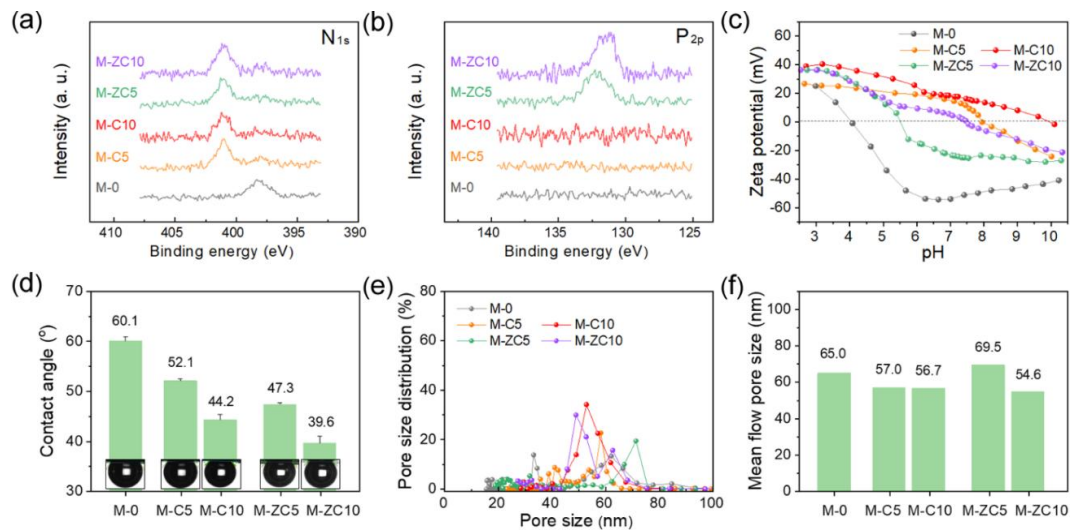 (a)
N1s
M-ZC10
M-ZC5
M-C10
M-C5
M-0
Intensity (a. u.)
410 405 400 395 390
Binding energy (eV)
(b)
P2p
M-ZC10
M-ZC5
M-C10
M-C5
M-0
Intensity (a. u.)
140 135 130 125
Binding energy (eV)
(c)
M-0
M-C5 M-C10
M-ZC5 M-ZC10
Zeta potential (mV)
60
40
20
0
-20
-40
-60
3 4 5 6 7 8 9 10
pH
(d)
Contact angle (°)
70
60
50
40
30
60.1
52.1
44.2
47.3
39.6
M-0 M-C5 M-C10 M-ZC5 M-ZC10
(e)
M-0
M-C5 M-C10
M-ZC5 M-ZC10
Pore size distribution (%)
80
60
40
20
0
0 20 40 60 80 100
Pore size (nm)
(f)
Mean flow pore size (nm)
100
80
60
40
20
0
65.0
57.0
56.7
69.5
54.6
M-0 M-C5 M-C10 M-ZC5 M-ZC10